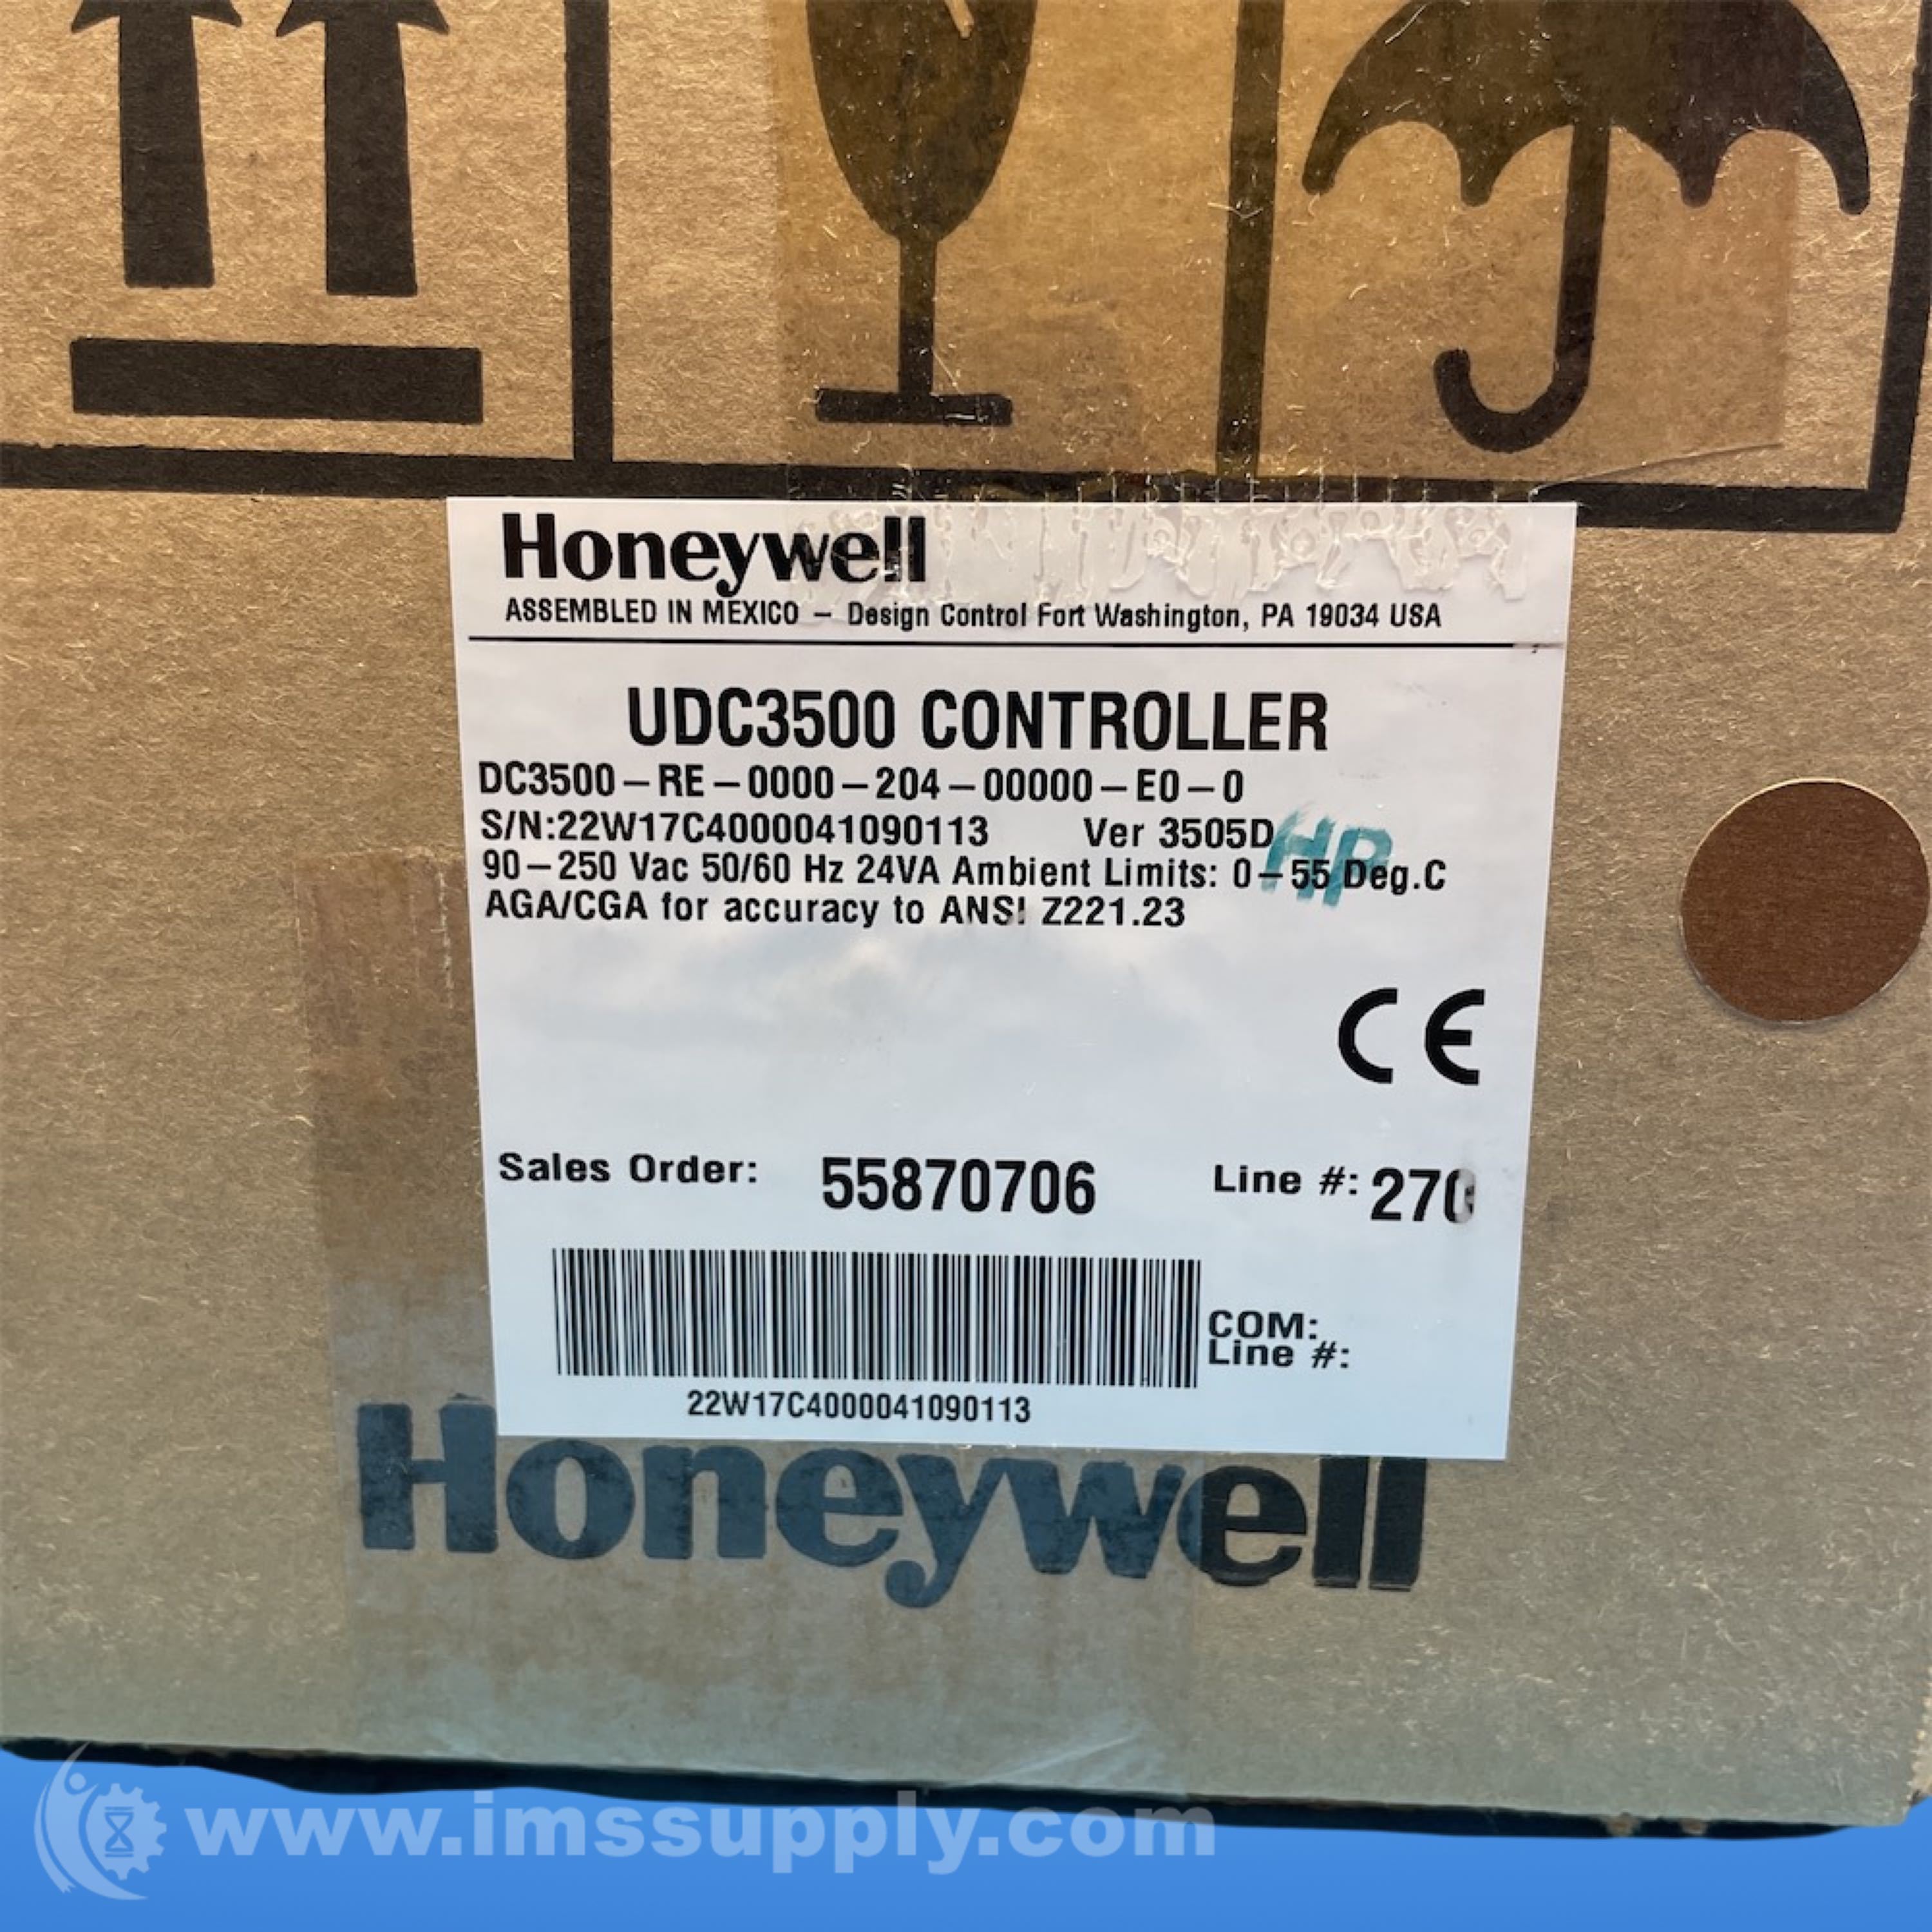 Honeywell
ASSEMBLED IN MEXICO – Design Control Fort Washington, PA 19034 USA
UDC3500 CONTROLLER
DC3500–RE–0000–204–00000–E0–0
S/N:22W17C4000041090113 Ver 3505D HP
90–250 Vac 50/60 Hz 24VA Ambient Limits: 0–55 Deg.C
AGA/CGA for accuracy to ANSI Z221.23
CE
Sales Order: 55870706 Line #: 270
COM:
Line #:
22W17C4000041090113
Honeywell
www.imssupply.com